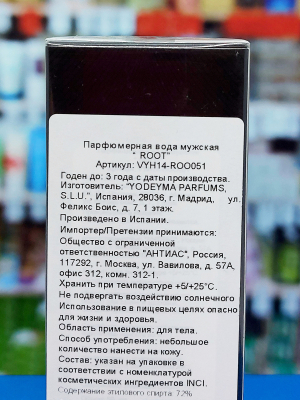 Парфюмерная вода мужская
" ROOT"
Артикул: VYH14-ROO051
Годен до: 3 года с даты производства.
Изготовитель: "YODEYMA PARFUMS,
S.L.U.", Испания, 28036, г. Мадрид, ул.
Феликс Боис, д. 7, 1 этаж.
Произведено в Испании.
Импортер/Претензии принимаются:
Общество с ограниченной
ответственностью "АНТИАС", Россия,
117292, г. Москва, ул. Вавилова, д. 57А,
офис 312, комн. 312-1.
Хранить при температуре +5/+25°С.
Не подвергать воздействию солнечного
Использование в пищевых целях опасно
для жизни и здоровья.
Область применения: для тела.
Способ употребления: небольшое
количество нанести на кожу.
Состав: указан на упаковке в
соответствии с номенклатурой
косметических ингредиентов INCI.
Содержание этилового спирта 72%